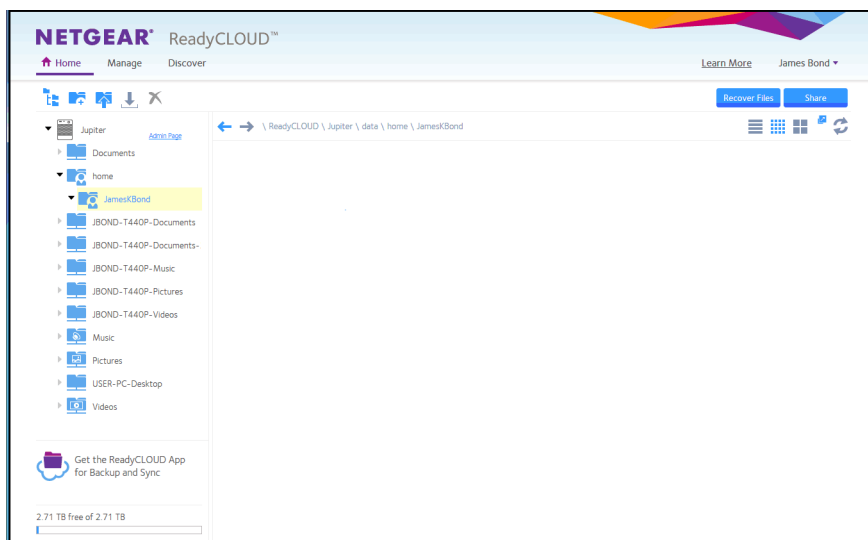 NETGEAR® ReadyCLOUD™
Home Manage Discover
Learn More James Bond
Recover Files Share
Jupiter Admin Page
\ ReadyCLOUD \ Jupiter \ data \ home \ JamesKBond
Documents
home
JamesKBond
JBOND-T440P-Documents
JBOND-T440P-Documents-
JBOND-T440P-Music
JBOND-T440P-Pictures
JBOND-T440P-Videos
Music
Pictures
USER-PC-Desktop
Videos
Get the ReadyCLOUD App
for Backup and Sync
2.71 TB free of 2.71 TB